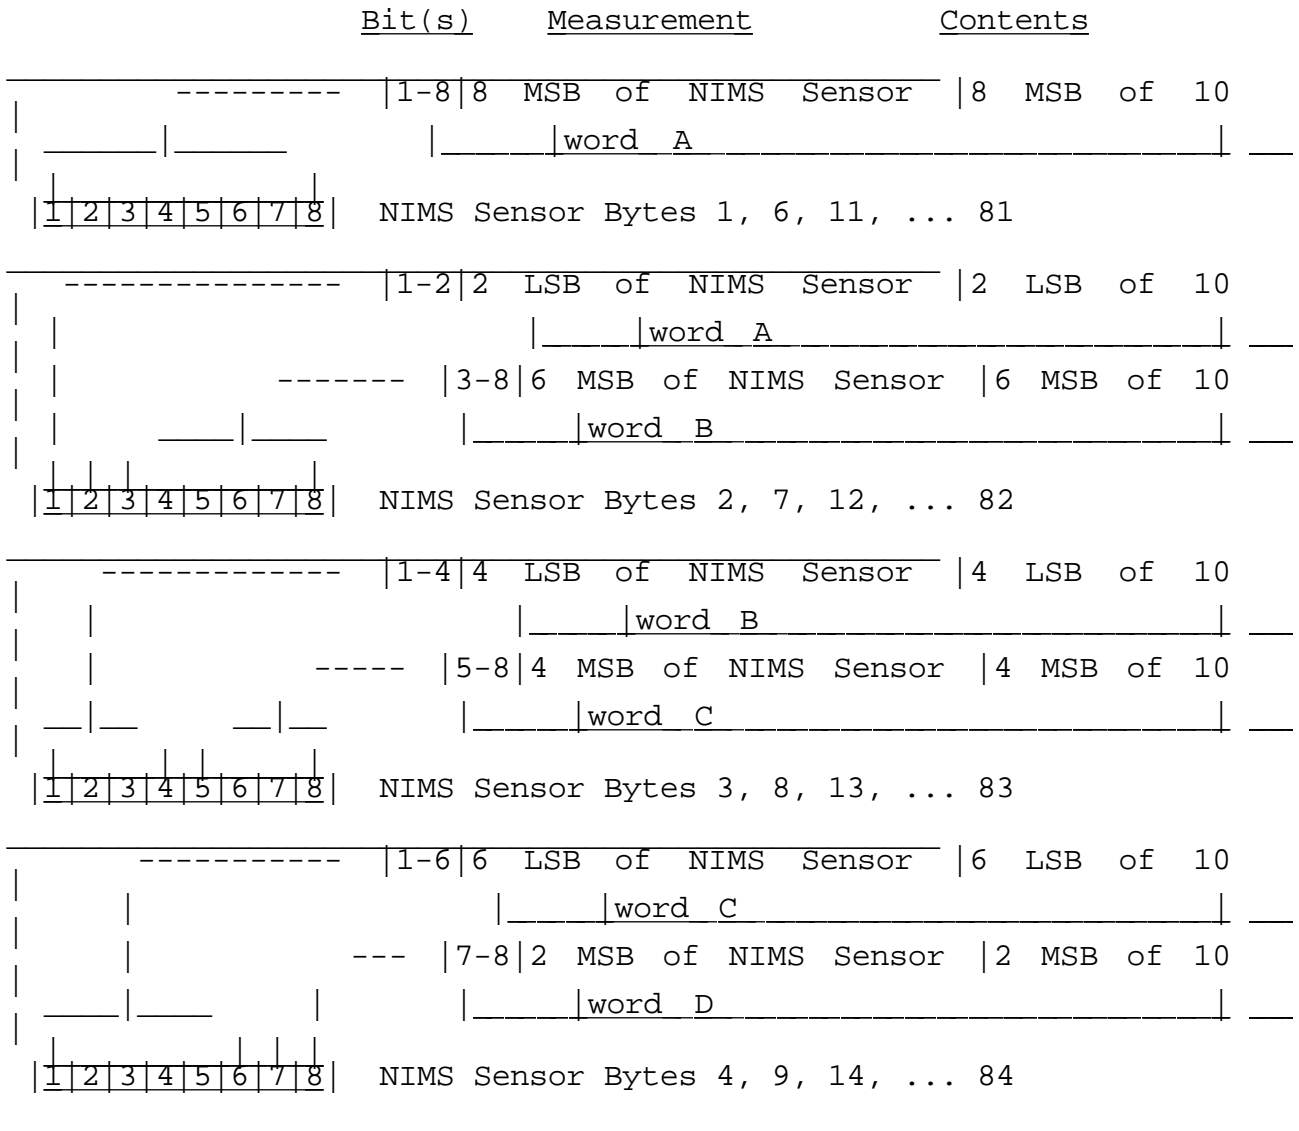 Bit(s) Measurement Contents
--------- |1-8|8 MSB of NIMS Sensor |8 MSB of 10
|word A
|1|2|3|4|5|6|7|8| NIMS Sensor Bytes 1, 6, 11, ... 81
--------------- |1-2|2 LSB of NIMS Sensor |2 LSB of 10
|word A
------- |3-8|6 MSB of NIMS Sensor |6 MSB of 10
|word B
|1|2|3|4|5|6|7|8| NIMS Sensor Bytes 2, 7, 12, ... 82
------------- |1-4|4 LSB of NIMS Sensor |4 LSB of 10
|word B
----- |5-8|4 MSB of NIMS Sensor |4 MSB of 10
|word C
|1|2|3|4|5|6|7|8| NIMS Sensor Bytes 3, 8, 13, ... 83
----------- |1-6|6 LSB of NIMS Sensor |6 LSB of 10
|word C
--- |7-8|2 MSB of NIMS Sensor |2 MSB of 10
|word D
|1|2|3|4|5|6|7|8| NIMS Sensor Bytes 4, 9, 14, ... 84